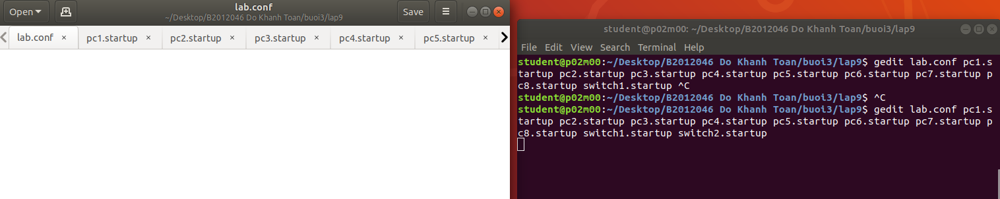 Open
lab.conf
~/Desktop/B2012046 Do Khanh Toan/buoi3/lap9
Save
lab.conf × pc1.startup × pc2.startup × pc3.startup × pc4.startup × pc5.startup ×
student@p02m00: ~/Desktop/B2012046 Do Khanh Toan/buoi3/lap9
File Edit View Search Terminal Help
student@p02m00:~/Desktop/B2012046 Do Khanh Toan/buoi3/lap9$ gedit lab.conf pc1.s
tartup pc2.startup pc3.startup pc4.startup pc5.startup pc6.startup pc7.startup p
c8.startup switch1.startup ^C
student@p02m00:~/Desktop/B2012046 Do Khanh Toan/buoi3/lap9$ ^C
student@p02m00:~/Desktop/B2012046 Do Khanh Toan/buoi3/lap9$ gedit lab.conf pc1.s
tartup pc2.startup pc3.startup pc4.startup pc5.startup pc6.startup pc7.startup p
c8.startup switch1.startup switch2.startup